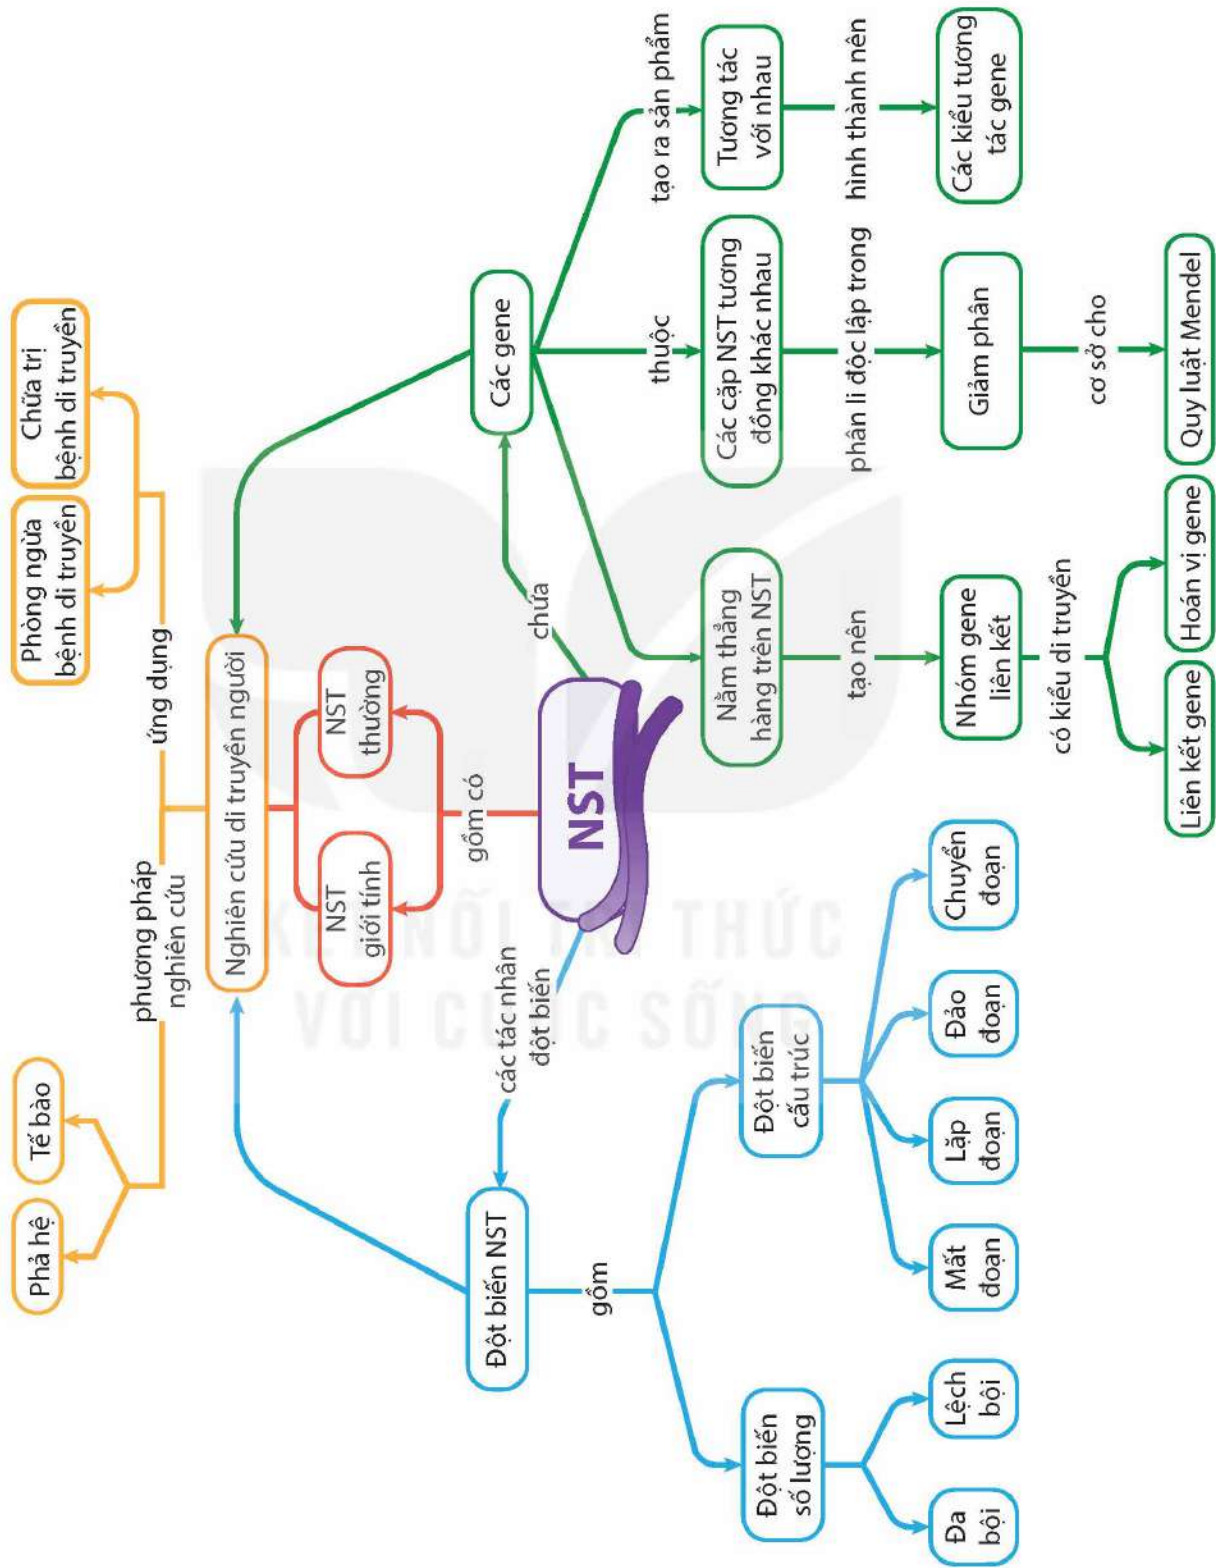 Phả hệ
Tế bào
Phòng ngừa
bệnh di truyền
Chữa trị
bệnh di truyền
phương pháp
nghiên cứu
ứng dụng
Nghiên cứu di truyền người
NST
giới tính
NST
thường
gồm có
Đột biến NST
các tác nhân
đột biến
NST
chứa
Các gene
gồm
thuộc
tạo ra sản phẩm
Đột biến
số lượng
Đột biến
cấu trúc
Nằm thẳng
hàng trên NST
Các cặp NST tương
đồng khác nhau
Tương tác
với nhau
tạo nên
phân li độc lập trong
hình thành nên
Đa
bội
Lệch
bội
Mất
đoạn
Lặp
đoạn
Đảo
đoạn
Chuyển
đoạn
Nhóm gene
liên kết
Giảm phân
Các kiểu tương
tác gene
có kiểu di truyền
cơ sở cho
Liên kết gene
Hoán vị gene
Quy luật Mendel
KẾT NỐI TRI THỨC
VỚI CUỘC SỐNG